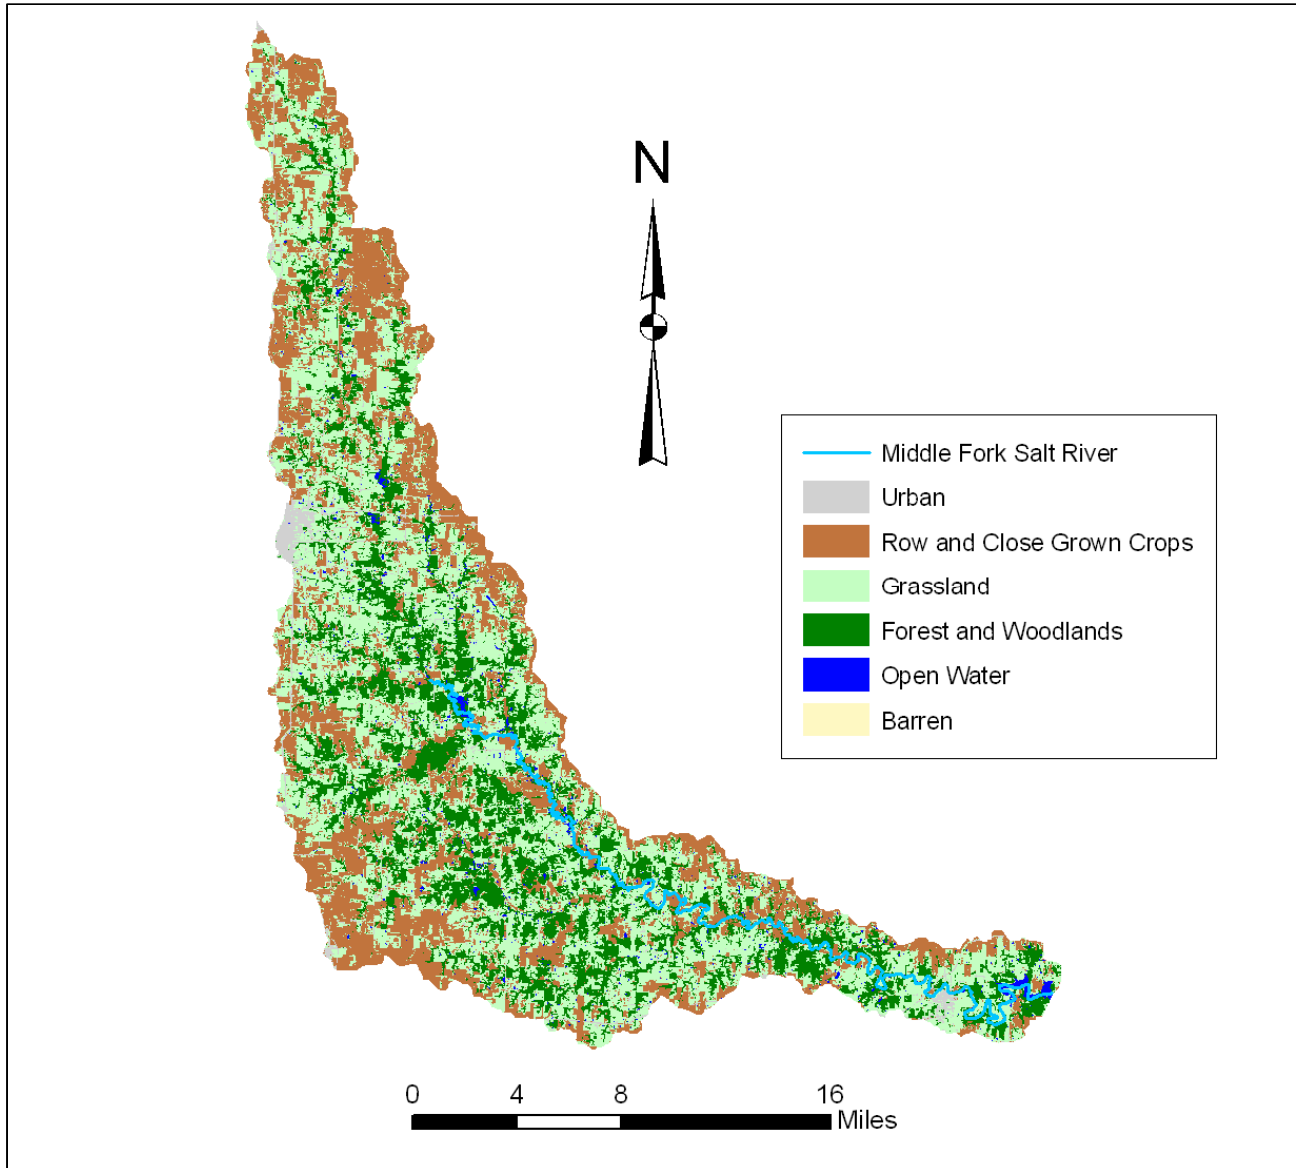 N
Middle Fork Salt River
Urban
Row and Close Grown Crops
Grassland
Forest and Woodlands
Open Water
Barren
0 4 8 16
Miles